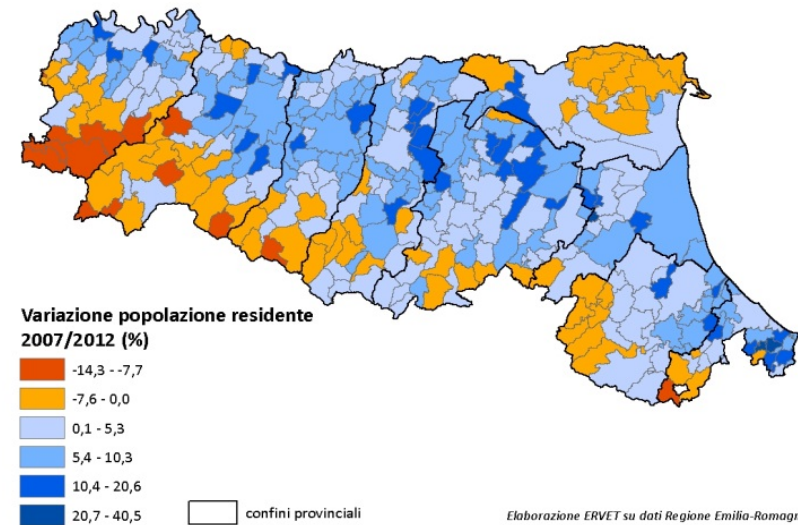 Variazione popolazione residente
2007/2012 (%)
-14,3 - -7,7
-7,6 - 0,0
0,1 - 5,3
5,4 - 10,3
10,4 - 20,6
20,7 - 40,5
confini provinciali
Elaborazione ERVET su dati Regione Emilia-Romagn